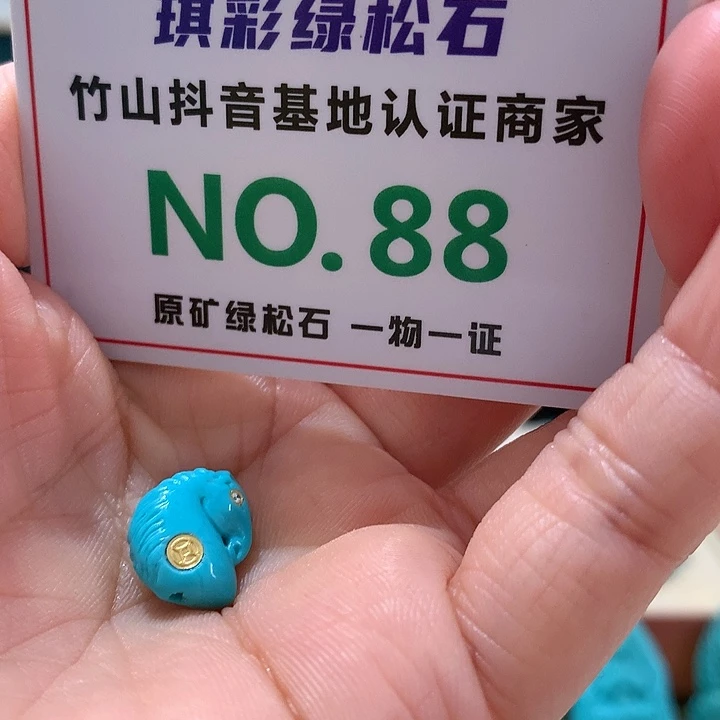 琪彩绿松石
竹山抖音基地认证商家
NO.88
原矿绿松石 一物一证